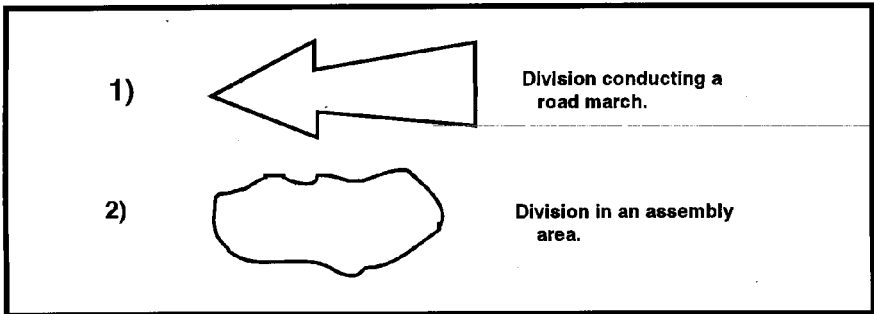 1)
Division conducting a
road march.
2)
Division in an assembly
area.